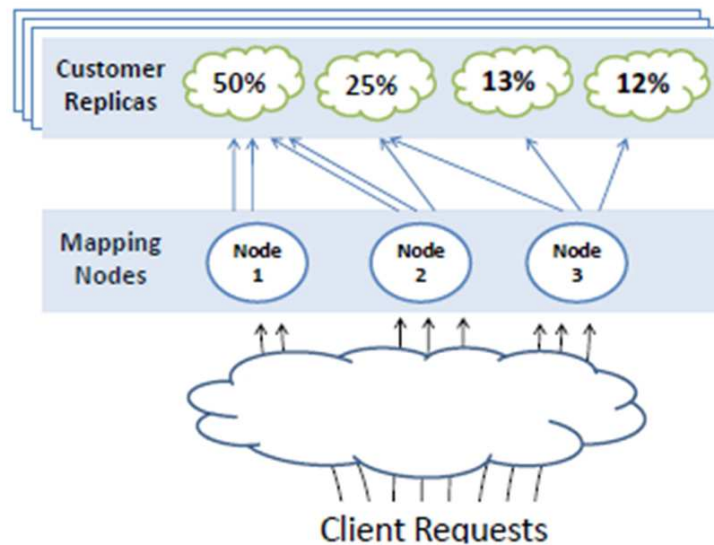 Customer
Replicas
50% 25% 13% 12%
Mapping
Nodes
Node
1
Node
2
Node
3
Client Requests